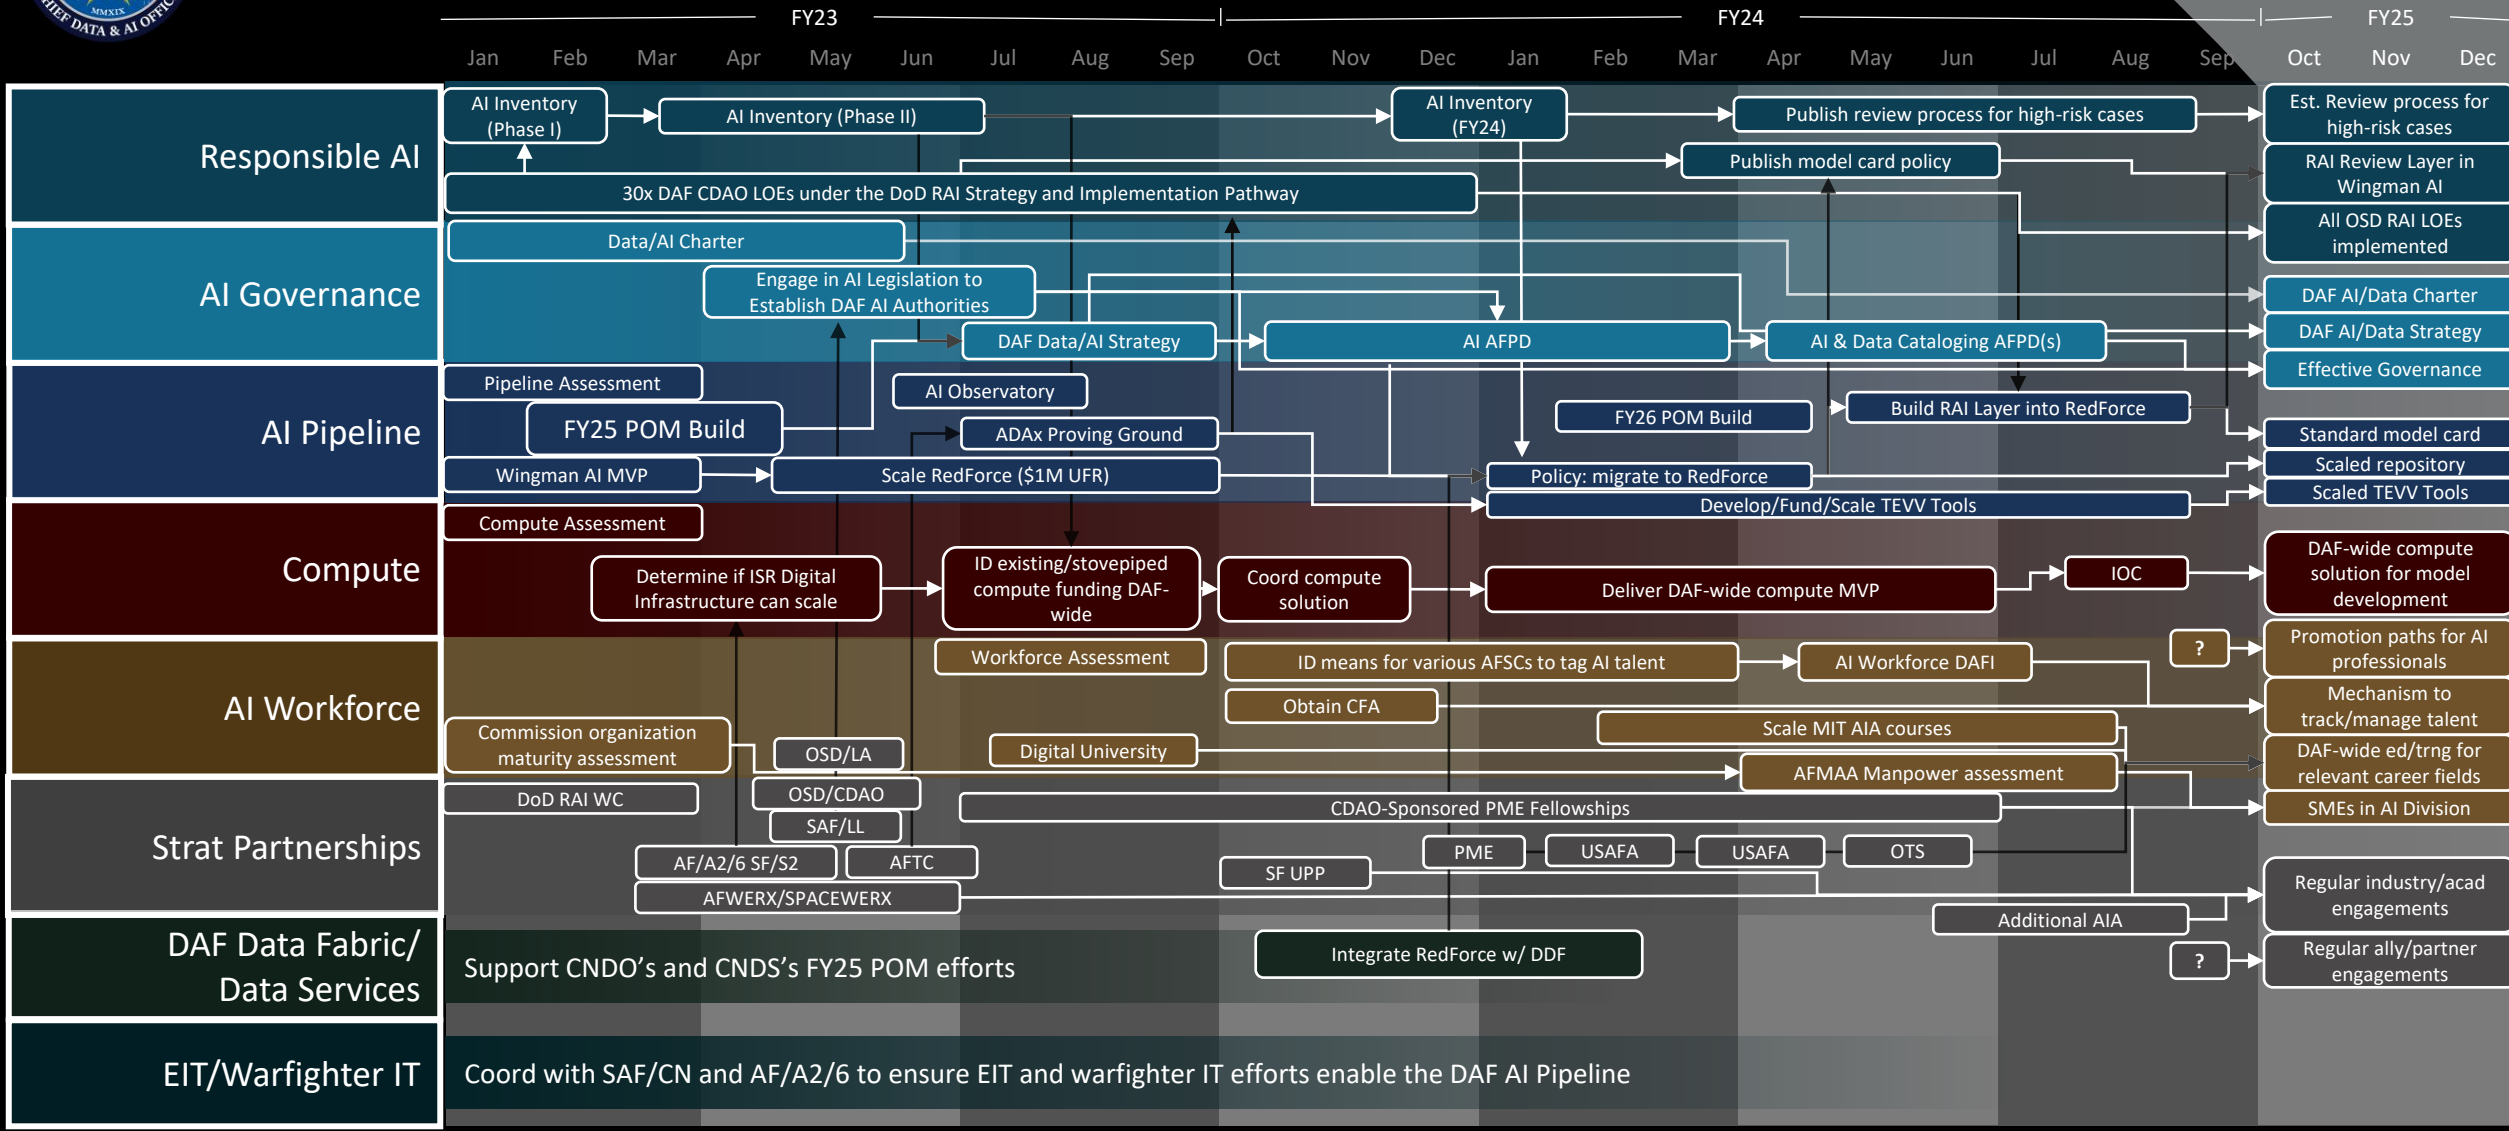 MMXIX
CHIEF DATA & AI OFFIC
FY23
FY24
FY25
Jan Feb Mar Apr May Jun Jul Aug Sep Oct Nov Dec Jan Feb Mar Apr May Jun Jul Aug Sep Oct Nov Dec
Responsible AI
AI Inventory
(Phase I)
AI Inventory (Phase II)
AI Inventory
(FY24)
Publish review process for high-risk cases
Est. Review process for
high-risk cases
Publish model card policy
RAI Review Layer in
Wingman AI
30x DAF CDAO LOEs under the DoD RAI Strategy and Implementation Pathway
All OSD RAI LOEs
implemented
AI Governance
Data/AI Charter
Engage in AI Legislation to
Establish DAF AI Authorities
DAF AI/Data Charter
DAF Data/AI Strategy
AI AFPD
AI & Data Cataloging AFPD(s)
DAF AI/Data Strategy
Effective Governance
AI Pipeline
Pipeline Assessment
AI Observatory
FY25 POM Build
ADAx Proving Ground
FY26 POM Build
Build RAI Layer into RedForce
Standard model card
Wingman AI MVP
Scale RedForce ($1M UFR)
Policy: migrate to RedForce
Scaled repository
Develop/Fund/Scale TEVV Tools
Scaled TEVV Tools
Compute
Compute Assessment
Determine if ISR Digital
Infrastructure can scale
ID existing/stovepiped
compute funding DAF-
wide
Coord compute
solution
Deliver DAF-wide compute MVP
IOC
DAF-wide compute
solution for model
development
AI Workforce
Workforce Assessment
ID means for various AFSCs to tag AI talent
AI Workforce DAFI
?
Promotion paths for AI
professionals
Obtain CFA
Mechanism to
track/manage talent
Commission organization
maturity assessment
OSD/LA
Digital University
Scale MIT AIA courses
DAF-wide ed/trng for
relevant career fields
AFMAA Manpower assessment
SMEs in AI Division
Strat Partnerships
DoD RAI WC
OSD/CDAO
SAF/LL
CDAO-Sponsored PME Fellowships
AF/A2/6 SF/S2
AFTC
PME
USAFA
USAFA
OTS
SF UPP
AFWERX/SPACEWERX
Additional AIA
Regular industry/acad
engagements
DAF Data Fabric/
Data Services
Support CNDO's and CNDS's FY25 POM efforts
Integrate RedForce w/ DDF
?
Regular ally/partner
engagements
EIT/Warfighter IT
Coord with SAF/CN and AF/A2/6 to ensure EIT and warfighter IT efforts enable the DAF AI Pipeline